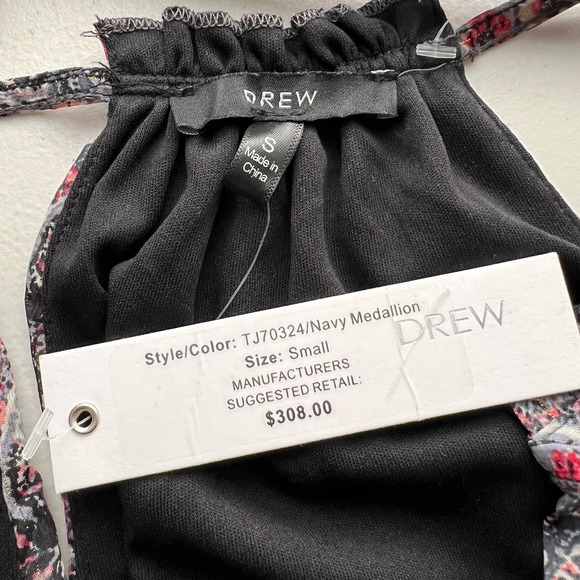 DREW
S
Made in
China
DREW
Style/Color: TJ70324/Navy Medallion
Size: Small
MANUFACTURERS
SUGGESTED RETAIL:
$308.00